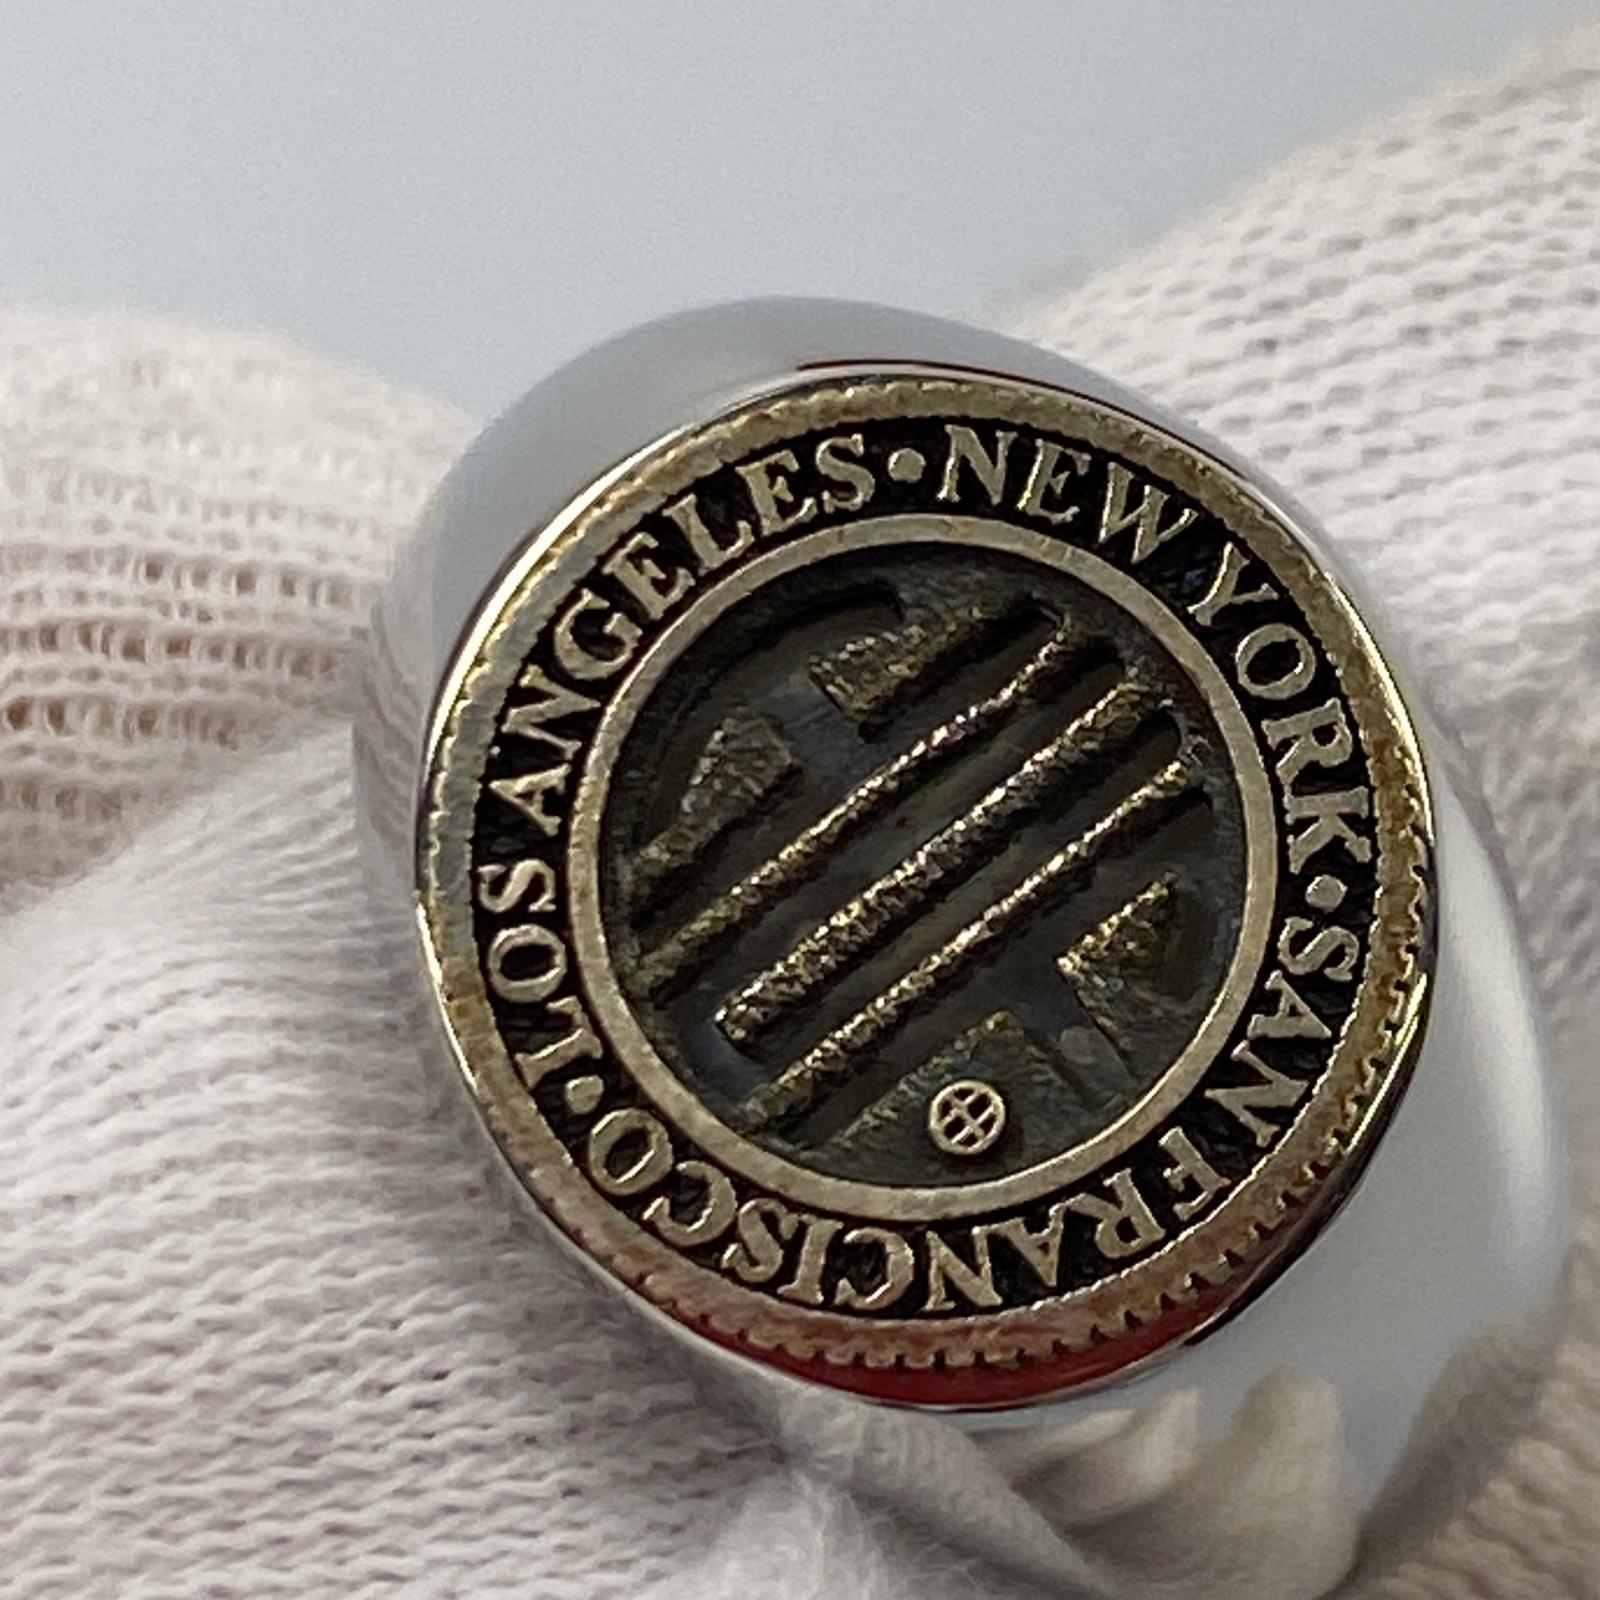 LOS ANGELES • NEW YORK • SAN FRANCISCO •